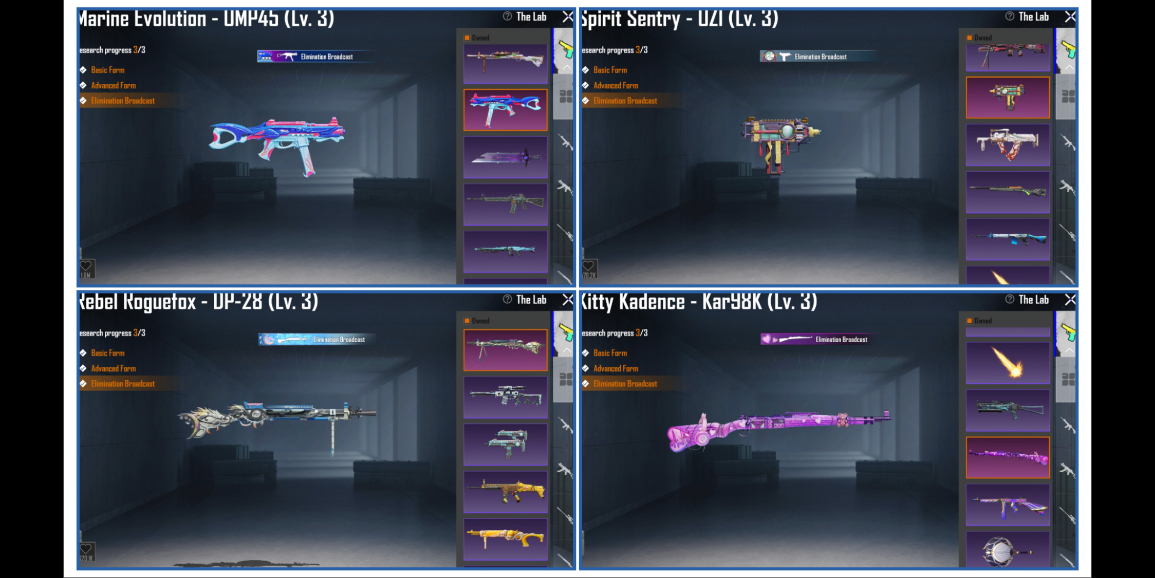 Marine Evolution - UMP45 (Lv. 3)
? The Lab
esearch progress 3/3
Owned
Elimination Broadcast
Basic Form
Advanced Form
Elimination Broadcast
Spirit Sentry - UZI (Lv. 3)
? The Lab
esearch progress 3/3
Owned
Elimination Broadcast
Basic Form
Advanced Form
Elimination Broadcast
Rebel Roguefox - DP-28 (Lv. 3)
? The Lab
esearch progress 3/3
Owned
Elimination Broadcast
Basic Form
Advanced Form
Elimination Broadcast
Kitty Kadence - Kar98K (Lv. 3)
? The Lab
esearch progress 3/3
Owned
Elimination Broadcast
Basic Form
Advanced Form
Elimination Broadcast